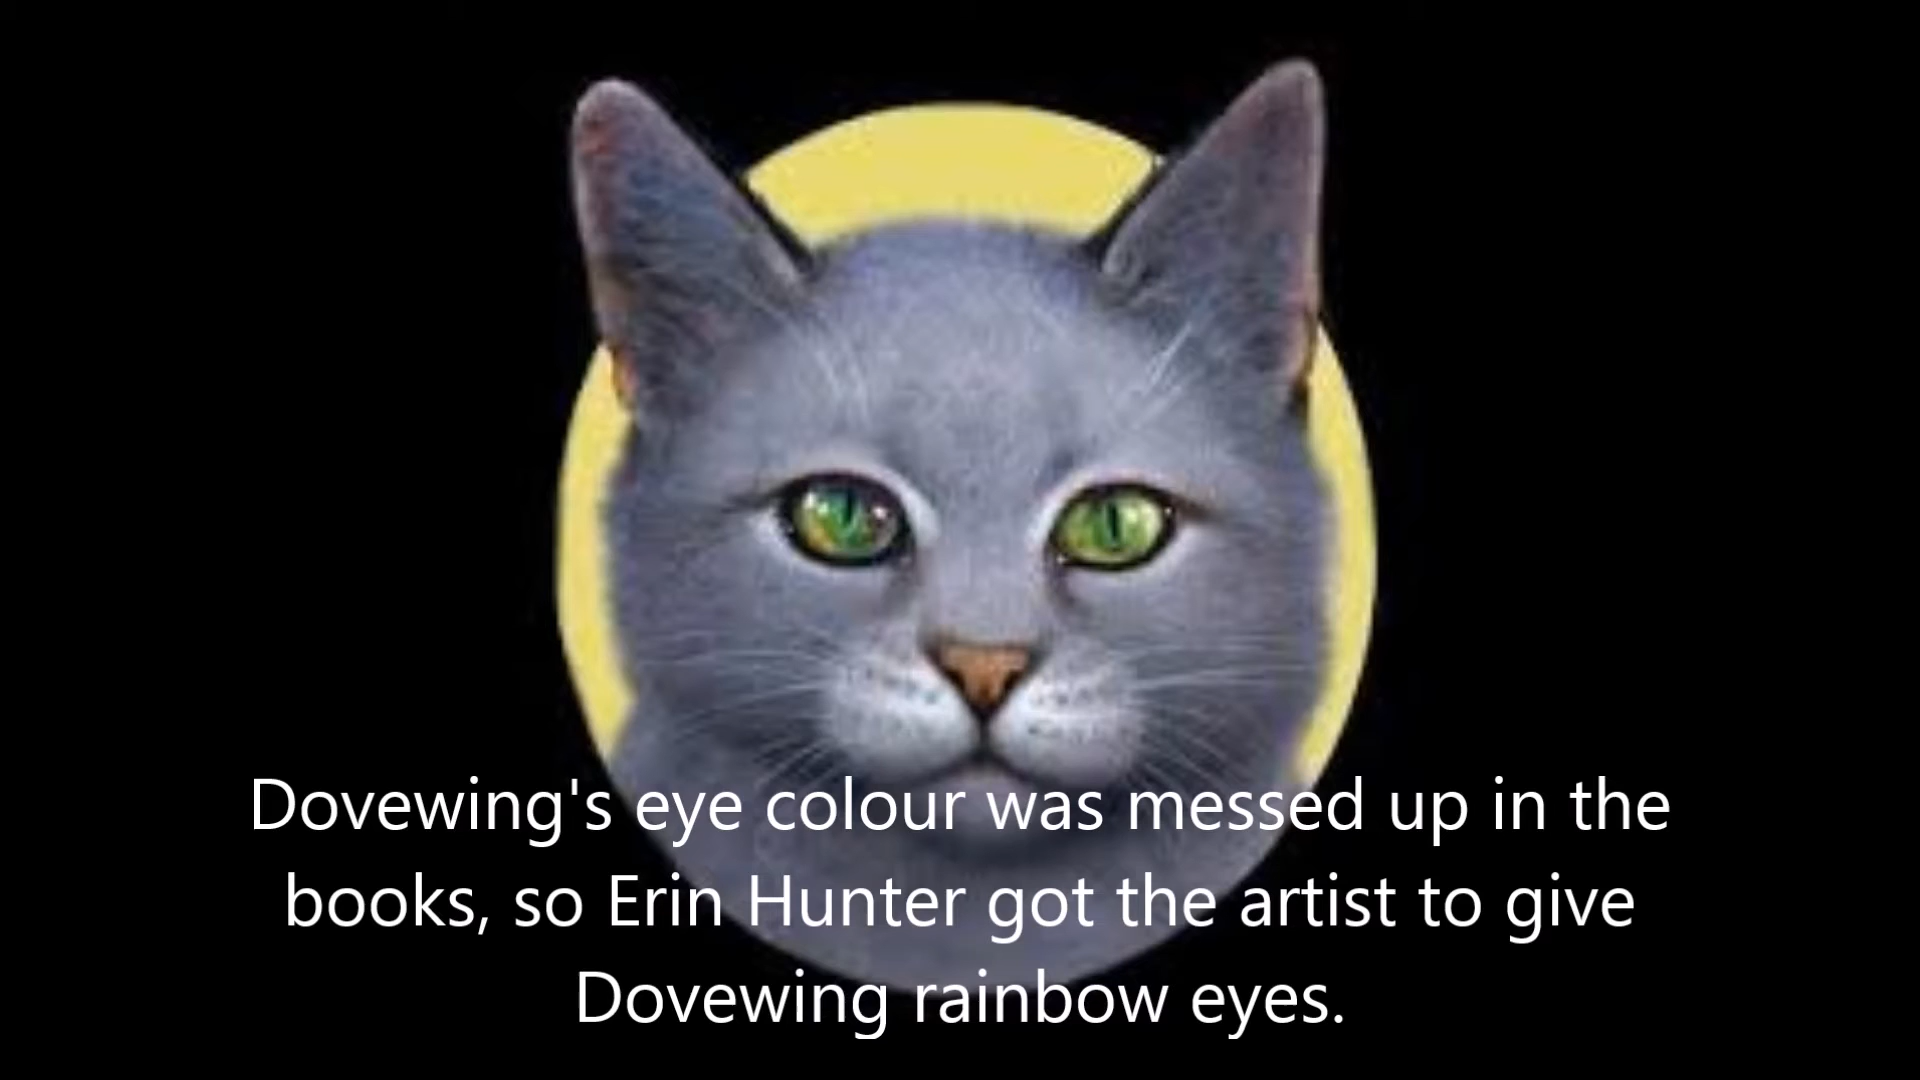 Dovewing's eye colour was messed up in the
books, so Erin Hunter got the artist to give
Dovewing rainbow eyes.